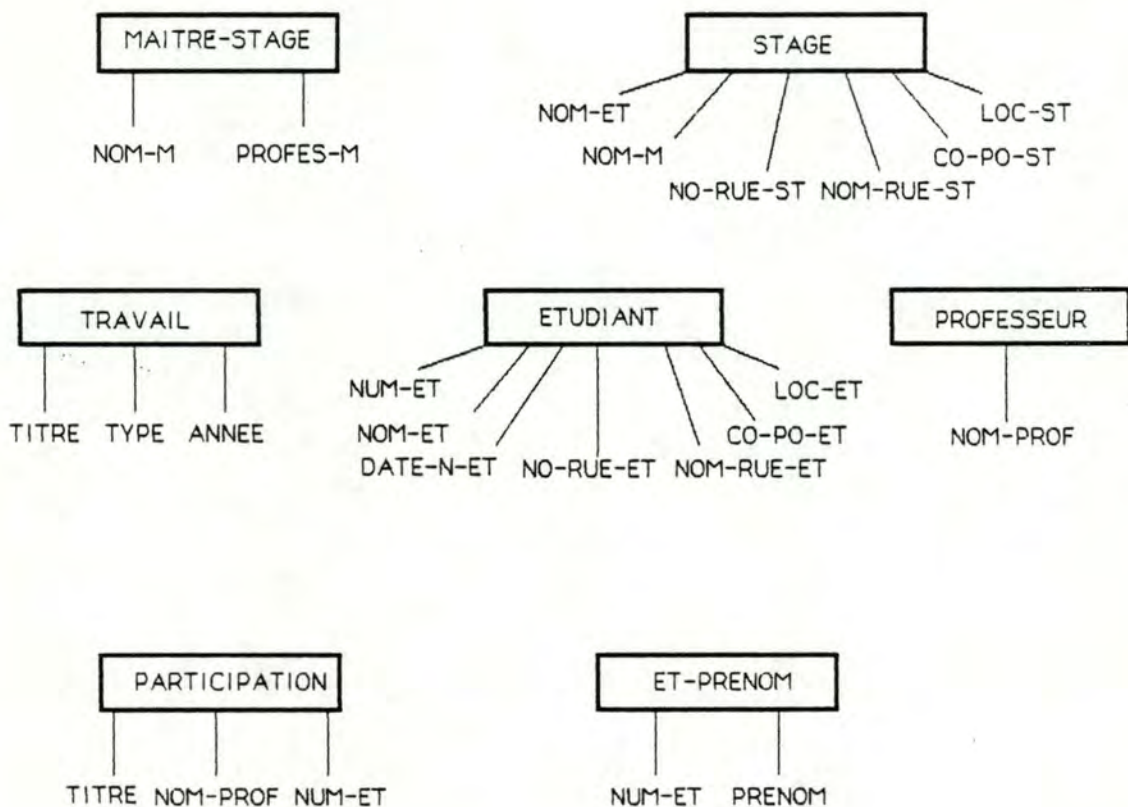 MAITRE-STAGE
STAGE
NOM-M PROFES-M
NOM-ET
NOM-M
NO-RUE-ST
NOM-RUE-ST
CO-PO-ST
LOC-ST
TRAVAIL
ETUDIANT
PROFESSEUR
TITRE TYPE ANNEE
NUM-ET
NOM-ET
DATE-N-ET
NO-RUE-ET
NOM-RUE-ET
CO-PO-ET
LOC-ET
NOM-PROF
PARTICIPATION
ET-PRENOM
TITRE NOM-PROF NUM-ET
NUM-ET PRENOM